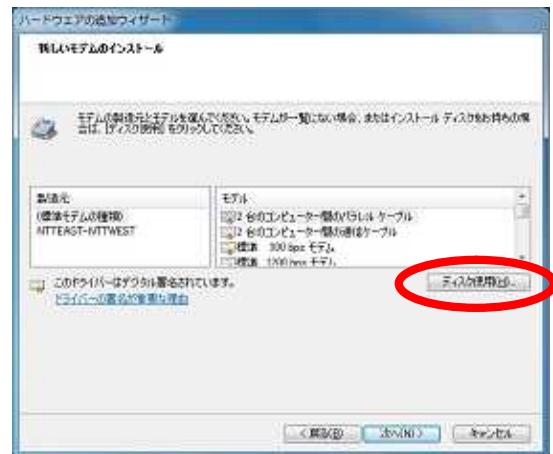 ハードウェアの追加ウィザード
新しいモデムのインストール
モデムの製造元とモデルを選んでください。モデムが一覧にない場合、またはインストール ディスクをお持ちの場
合は、[ディスク使用] をクリックしてください。
製造元
(標準モデムの種類)
NTTEAST-NTTWEST
モデル
2 台のコンピューター間のパラレル ケーブル
2 台のコンピューター間の通信ケーブル
標準 300 bps モデム
標準 1200 bps モデム
このドライバーはデジタル署名されています。
ドライバーの署名が重要な理由
ディスク使用(H)...
< 戻る(B)
次へ(N) >
キャンセル